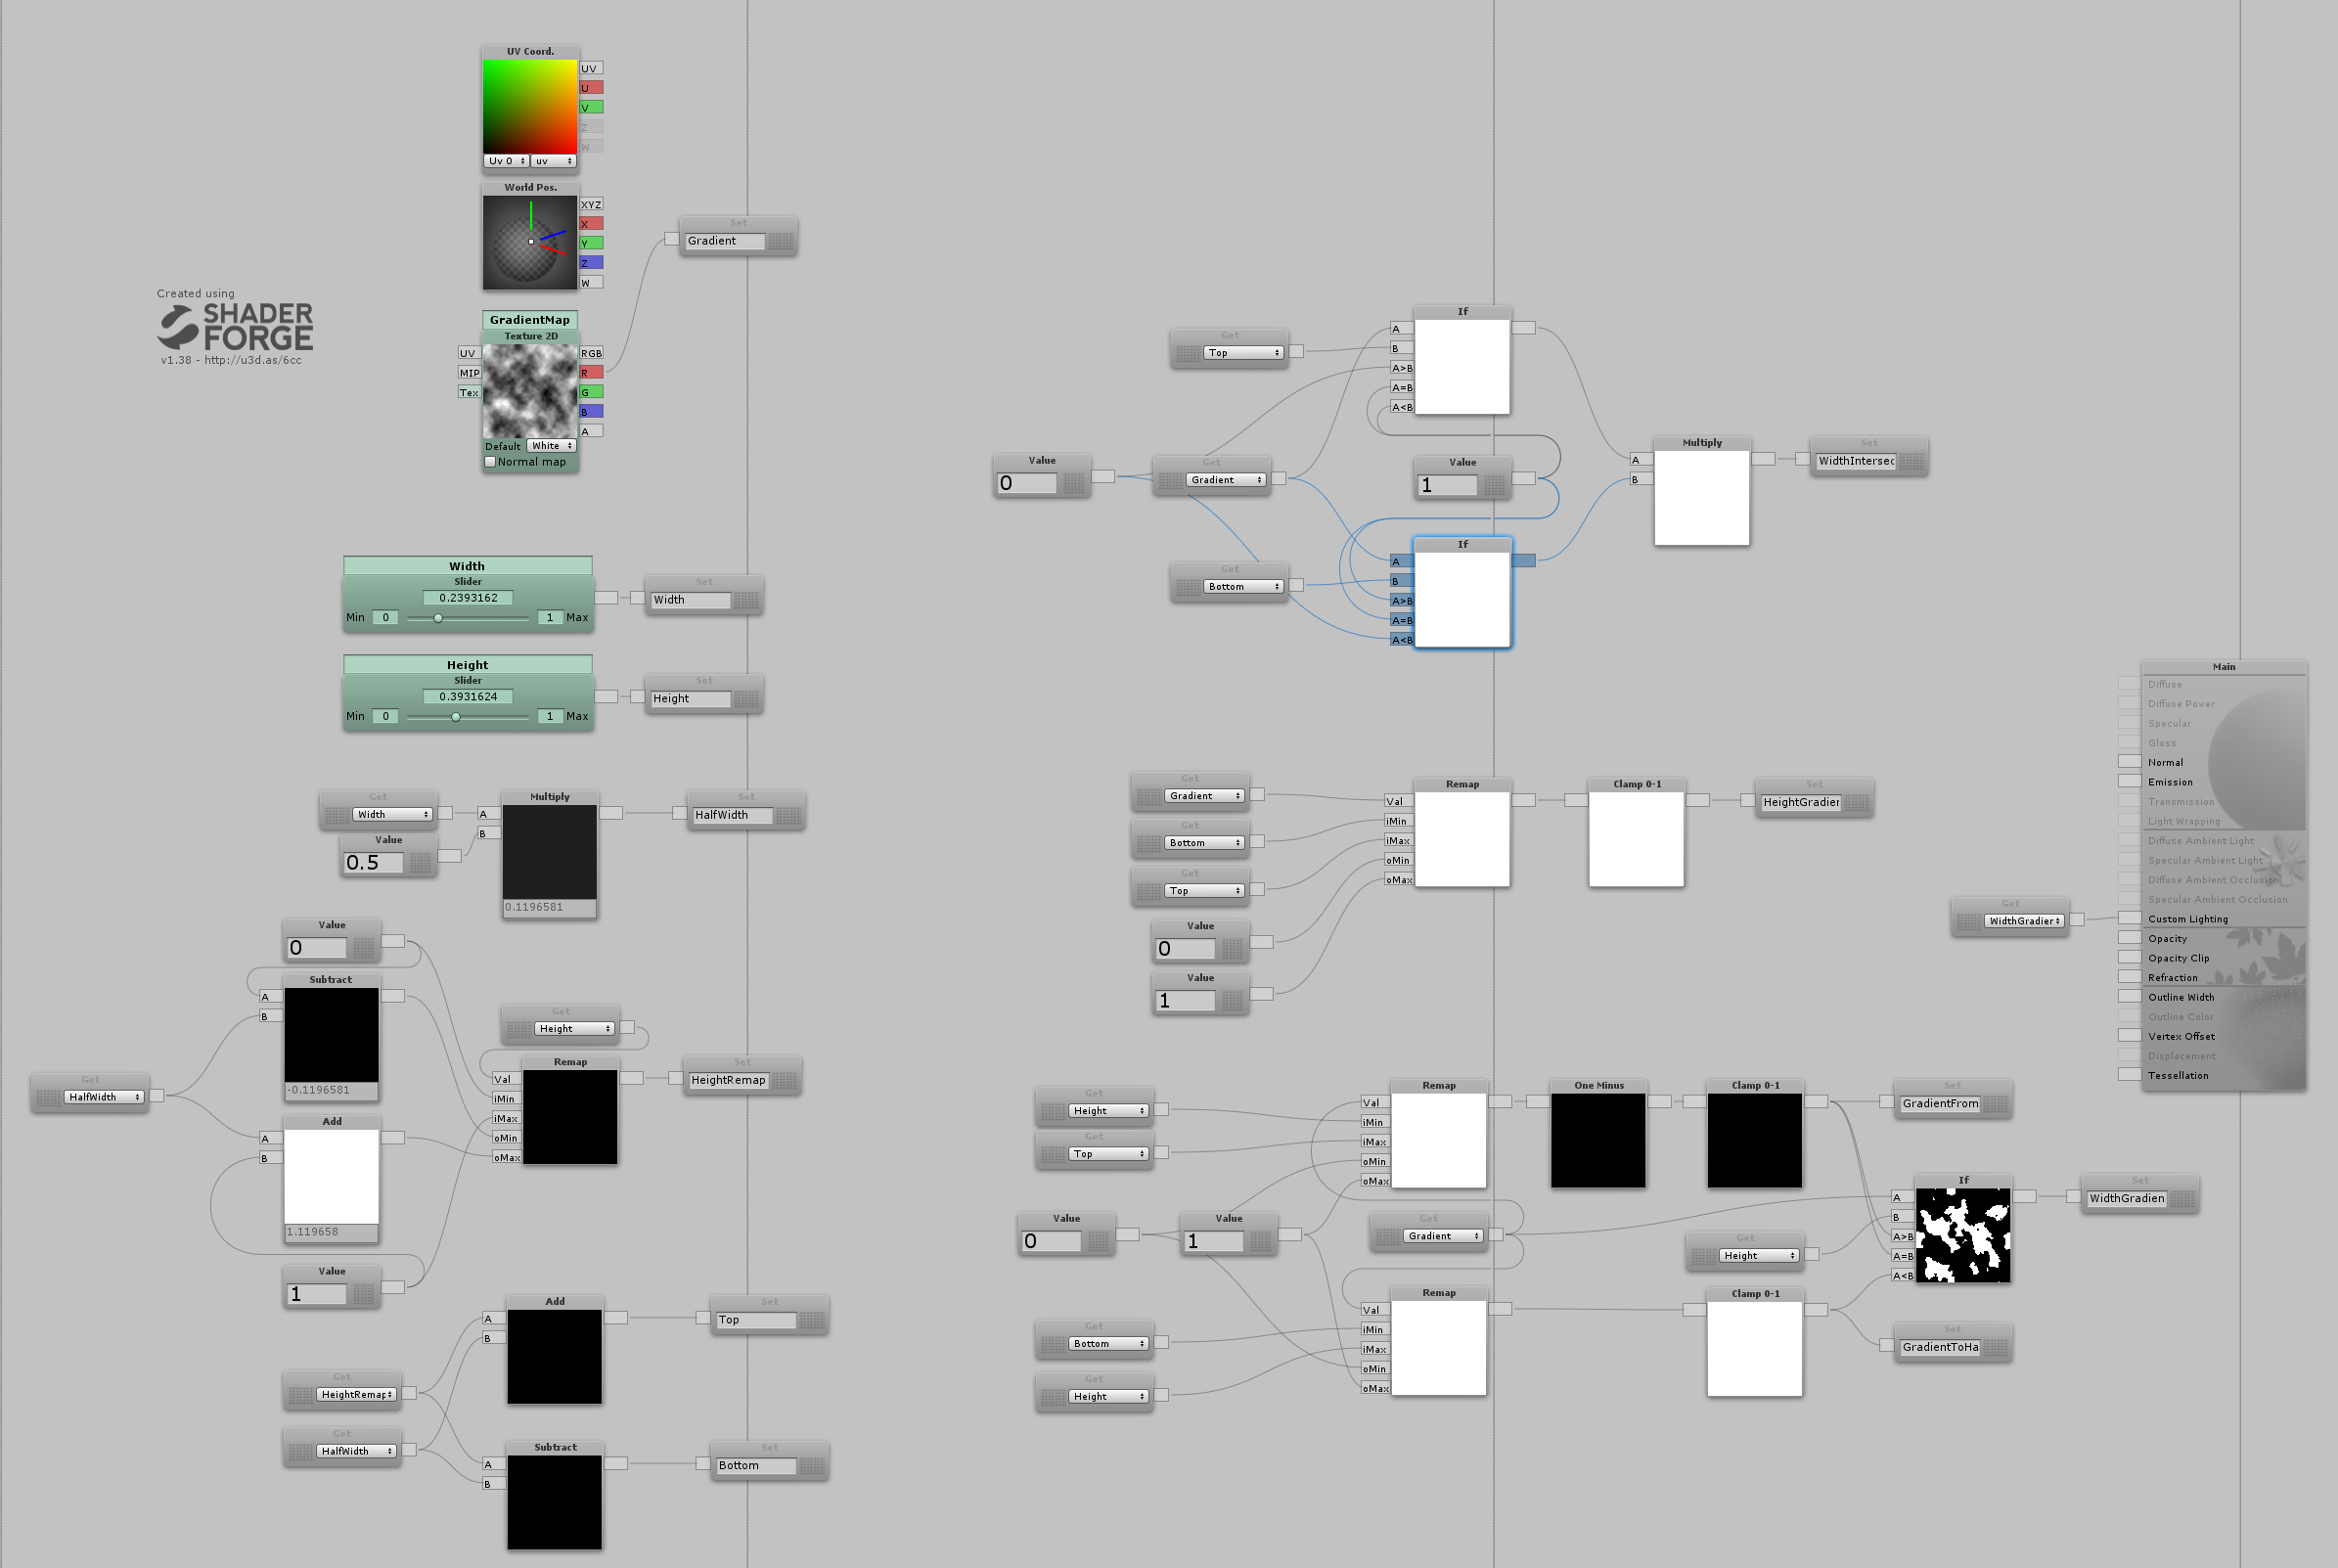 UV Coord.
UV
U
V
Z
W
Uv 0
uv
World Pos.
XYZ
X
Y
Z
W
Set
Gradient
Created using
SHADER
FORGE
v1.38 - http://u3d.as/6cc
GradientMap
Texture 2D
UV
RGB
MIP
R
Tex
G
B
A
Default
White
Normal map
Width
Slider
0.2393162
Min
0
1
Max
Set
Width
Height
Slider
0.3931624
Min
0
1
Max
Set
Height
Get
Width
Value
0.5
Multiply
A
B
0.1196581
Set
HalfWidth
Value
0
Subtract
A
B
-0.1196581
Get
HalfWidth
Add
A
B
1.119658
Value
1
Get
Height
Remap
Val
iMin
iMax
oMin
oMax
Set
HeightRemap
Get
HeightRemap
Get
HalfWidth
Add
A
B
Set
Top
Subtract
A
B
Set
Bottom
Get
Top
If
A
B
A>B
A=B
A<B
Value
0
Get
Gradient
Value
1
Get
Bottom
If
A
B
A>B
A=B
A<B
Multiply
A
B
Set
WidthIntersec
Get
Gradient
Get
Bottom
Get
Top
Value
0
Value
1
Remap
Val
iMin
iMax
oMin
oMax
Clamp 0-1
Set
HeightGradier
Get
Height
Get
Top
Value
0
Value
1
Remap
Val
iMin
iMax
oMin
oMax
One Minus
Clamp 0-1
Set
GradientFrom
Get
Gradient
Get
Bottom
Get
Height
Remap
Val
iMin
iMax
oMin
oMax
Get
Height
Clamp 0-1
If
A
B
A>B
A=B
A<B
Set
WidthGradien
Set
GradientToHa
Get
WidthGradier
Main
Diffuse
Diffuse Power
Specular
Gloss
Normal
Emission
Transmission
Light Wrapping
Diffuse Ambient Light
Specular Ambient Light
Diffuse Ambient Occlusion
Specular Ambient Occlusion
Custom Lighting
Opacity
Opacity Clip
Refraction
Outline Width
Outline Color
Vertex Offset
Displacement
Tessellation